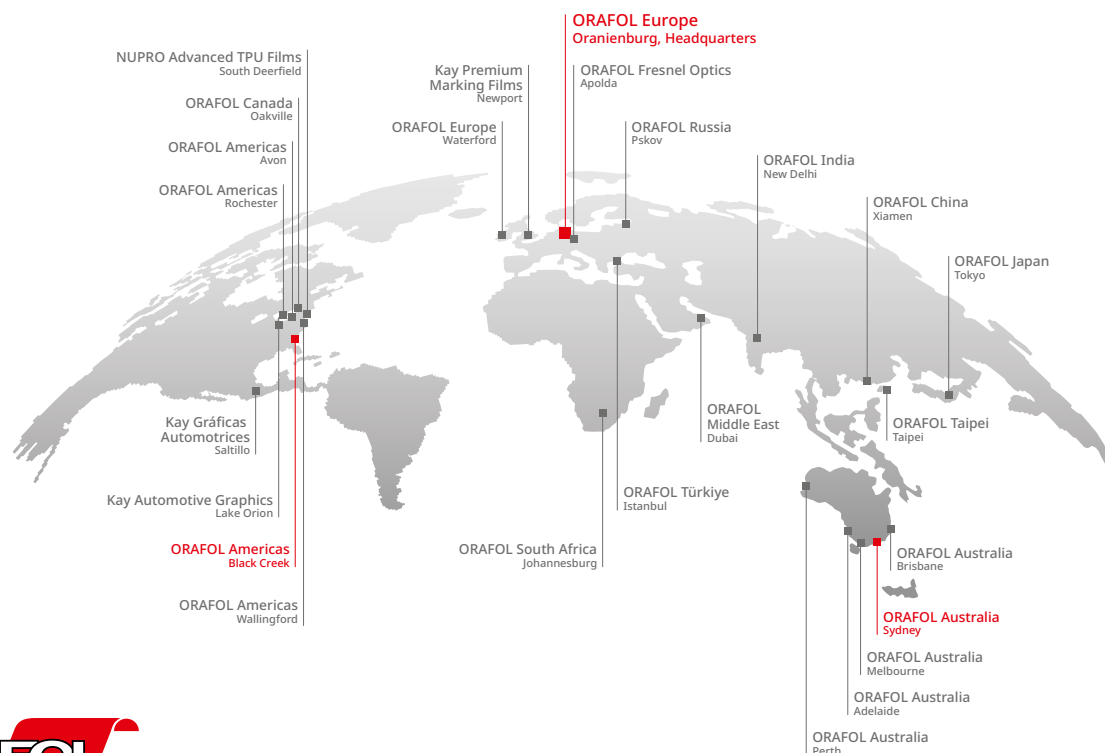 ORAFOL Europe
Oranienburg, Headquarters
NUPRO Advanced TPU Films
South Deerfield
Kay Premium
Marking Films
Newport
ORAFOL Fresnel Optics
Apolda
ORAFOL Canada
Oakville
ORAFOL Europe
Waterford
ORAFOL Russia
Pskov
ORAFOL Americas
Avon
ORAFOL India
New Delhi
ORAFOL Americas
Rochester
ORAFOL China
Xiamen
ORAFOL Japan
Tokyo
Kay Gráficas
Automotrices
Saltillo
ORAFOL
Middle East
Dubai
ORAFOL Taipei
Taipei
Kay Automotive Graphics
Lake Orion
ORAFOL Türkiye
Istanbul
ORAFOL Americas
Black Creek
ORAFOL South Africa
Johannesburg
ORAFOL Australia
Brisbane
ORAFOL Americas
Wallingford
ORAFOL Australia
Sydney
ORAFOL Australia
Melbourne
ORAFOL Australia
Adelaide
ORAFOL Australia
Perth